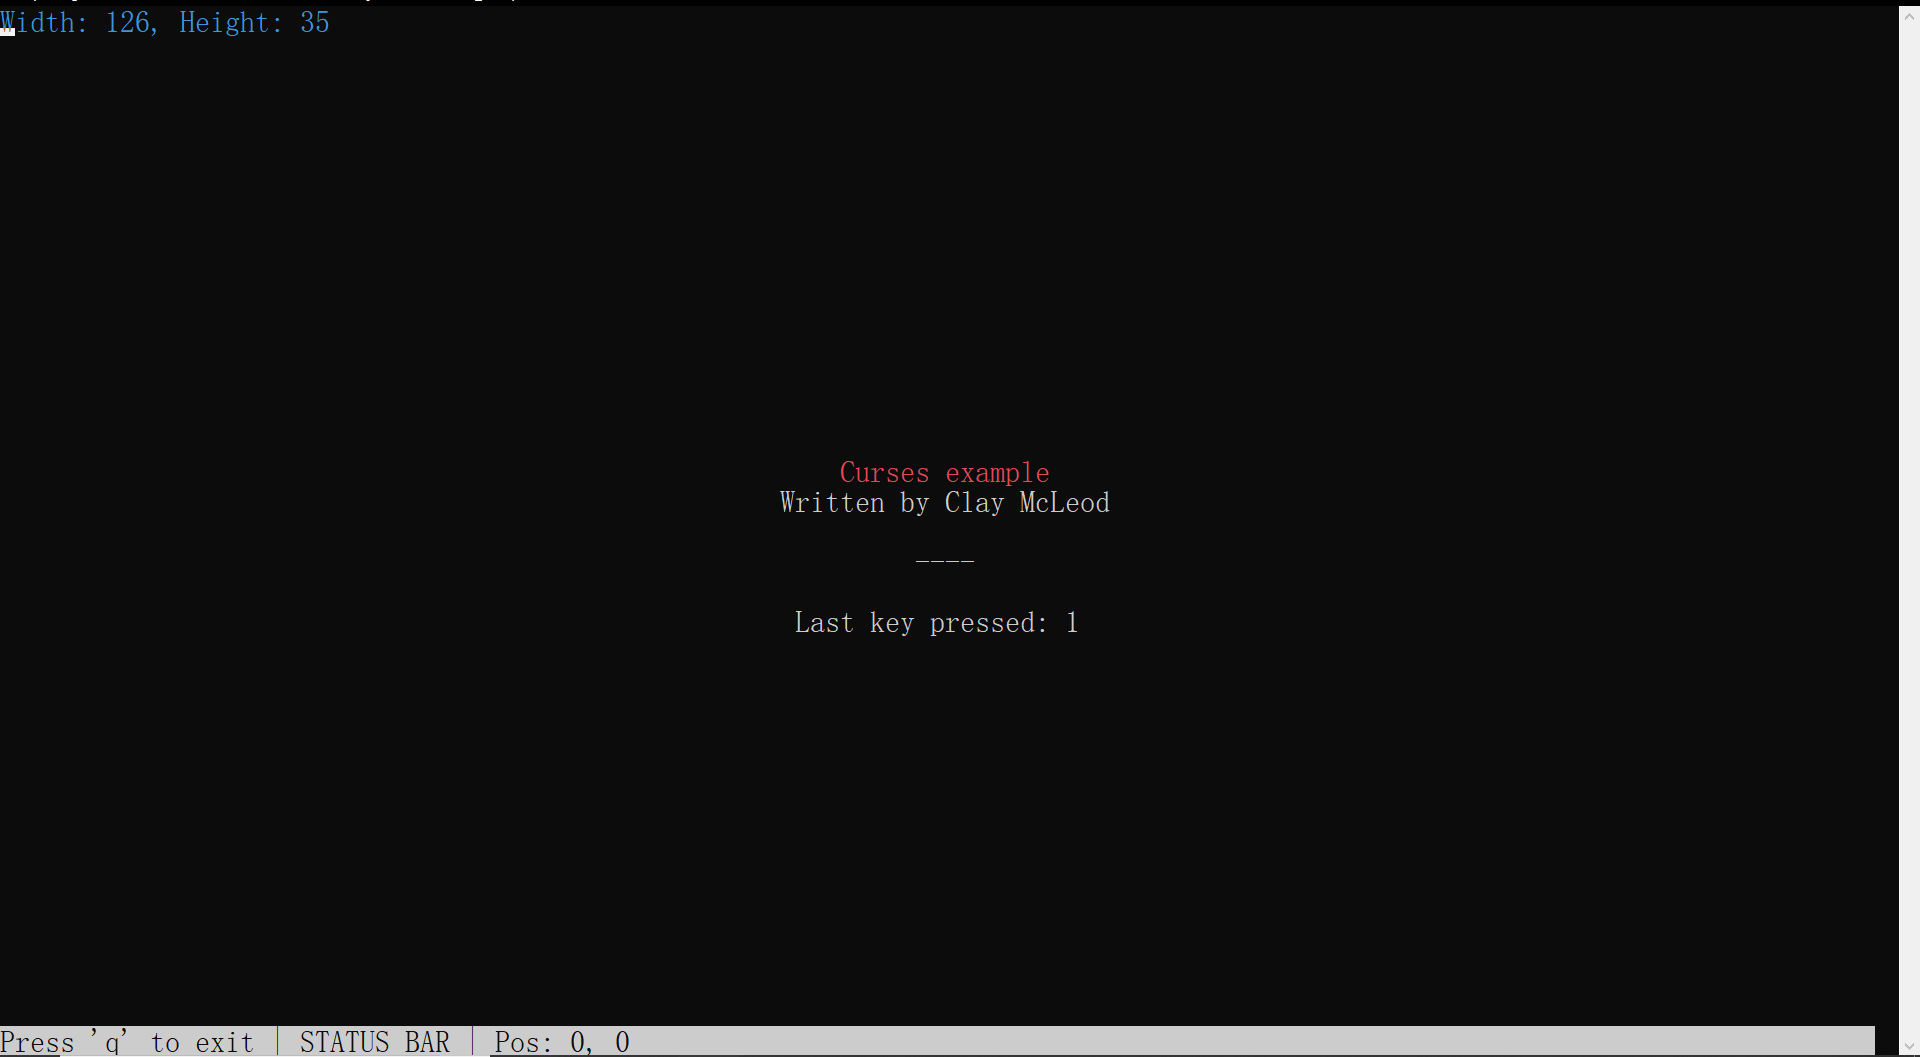 Width: 126, Height: 35
Curses example
Written by Clay McLeod
----
Last key pressed: 1
Press 'q' to exit | STATUS BAR | Pos: 0, 0